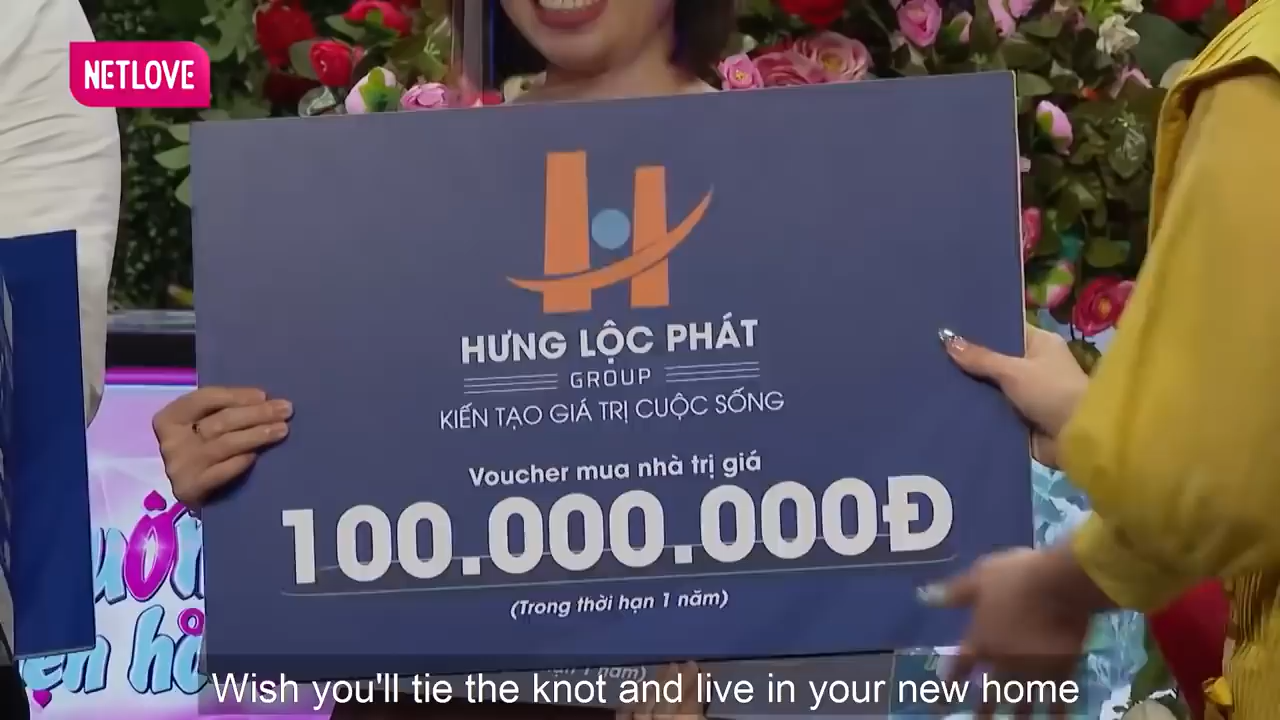 NETLOVE
HƯNG LỘC PHÁT
GROUP
KIẾN TẠO GIÁ TRỊ CUỘC SỐNG
Voucher mua nhà trị giá
100.000.000Đ
(Trong thời hạn 1 năm)
Wish you'll tie the knot and live in your new home